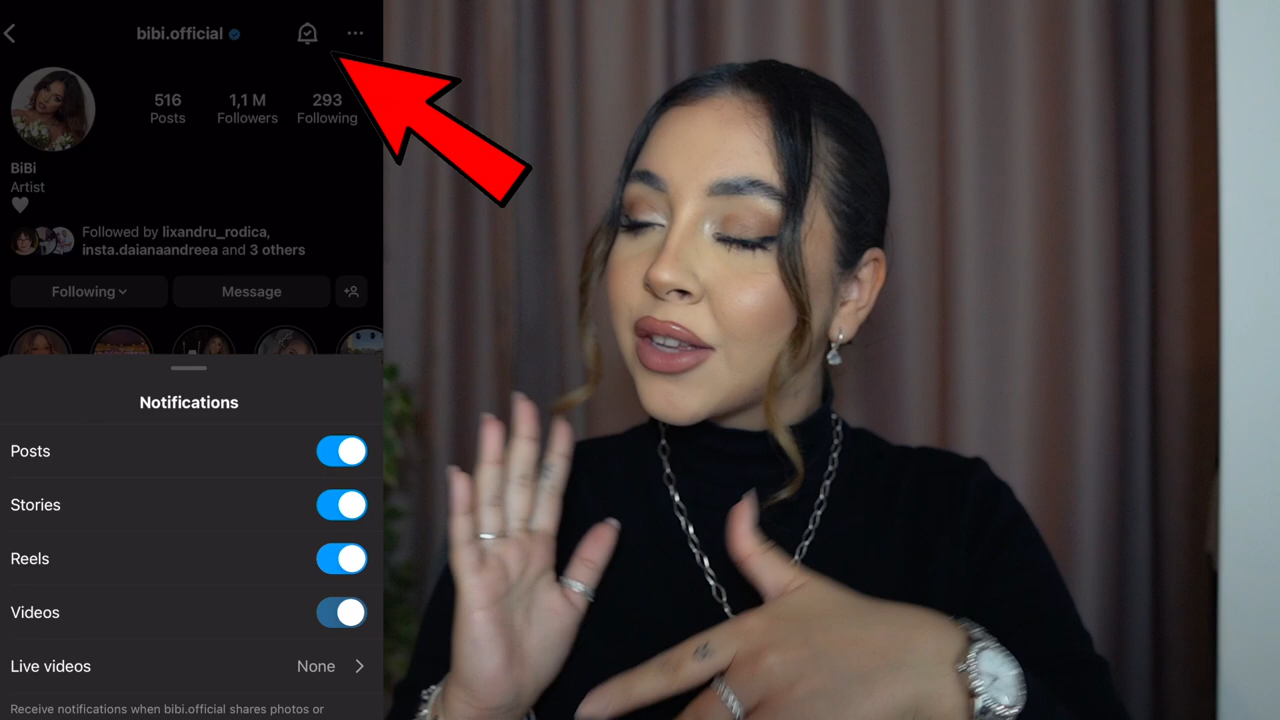 bibi.official
516 1,1 M 293
Posts Followers Following
BiBi
Artist
Followed by lixandru_rodica,
insta.daianaandreea and 3 others
Following Message
Notifications
Posts
Stories
Reels
Videos
Live videos None
Receive notifications when bibi.official shares photos or